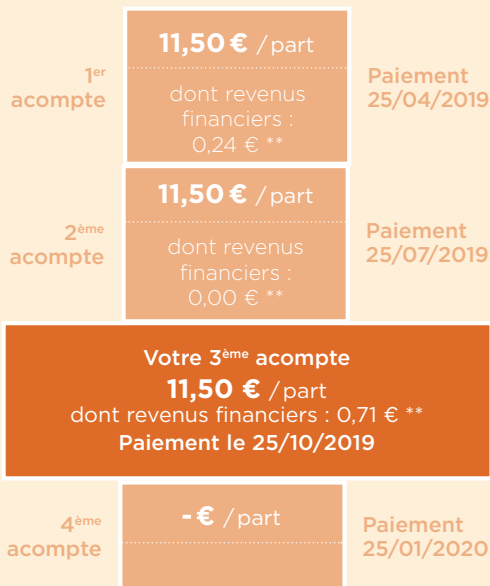 1er
acompte
11,50 € / part
dont revenus
financiers :
0,24 € **
Paiement
25/04/2019
2ème
acompte
11,50 € / part
dont revenus
financiers :
0,00 € **
Paiement
25/07/2019
Votre 3ème acompte
11,50 € / part
dont revenus financiers : 0,71 € **
Paiement le 25/10/2019
4ème
acompte
- € / part
Paiement
25/01/2020